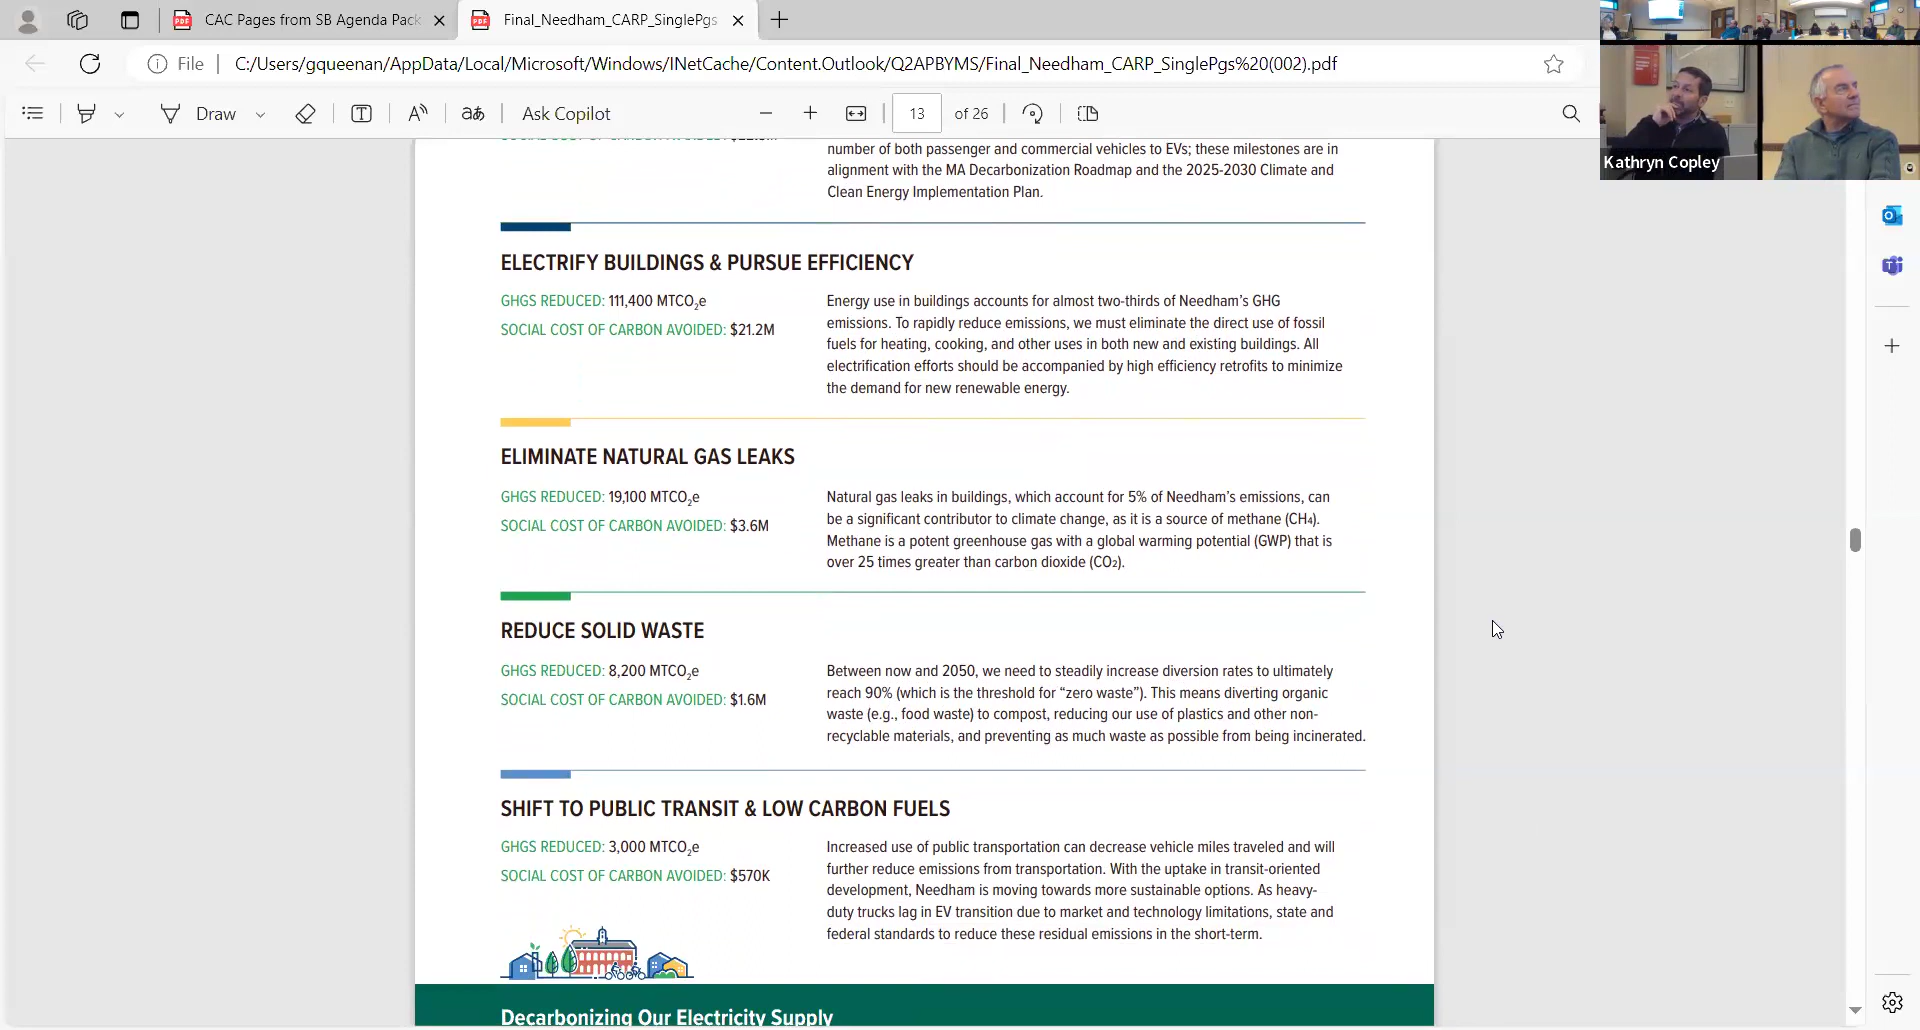 CAC Pages from SB Agenda Pack
Final_Needham_CARP_SinglePgs
File
C:/Users/gqueenan/AppData/Local/Microsoft/Windows/INetCache/Content.Outlook/Q2APBYMS/Final_Needham_CARP_SinglePgs%20(002).pdf
Draw
aあ
Ask Copilot
13 of 26
Kathryn Copley
number of both passenger and commercial vehicles to EVs; these milestones are in
alignment with the MA Decarbonization Roadmap and the 2025-2030 Climate and
Clean Energy Implementation Plan.
ELECTRIFY BUILDINGS & PURSUE EFFICIENCY
GHGS REDUCED: 111,400 MTCO₂e
SOCIAL COST OF CARBON AVOIDED: $21.2M
Energy use in buildings accounts for almost two-thirds of Needham's GHG
emissions. To rapidly reduce emissions, we must eliminate the direct use of fossil
fuels for heating, cooking, and other uses in both new and existing buildings. All
electrification efforts should be accompanied by high efficiency retrofits to minimize
the demand for new renewable energy.
ELIMINATE NATURAL GAS LEAKS
GHGS REDUCED: 19,100 MTCO₂e
SOCIAL COST OF CARBON AVOIDED: $3.6M
Natural gas leaks in buildings, which account for 5% of Needham's emissions, can
be a significant contributor to climate change, as it is a source of methane (CH₄).
Methane is a potent greenhouse gas with a global warming potential (GWP) that is
over 25 times greater than carbon dioxide (CO₂).
REDUCE SOLID WASTE
GHGS REDUCED: 8,200 MTCO₂e
SOCIAL COST OF CARBON AVOIDED: $1.6M
Between now and 2050, we need to steadily increase diversion rates to ultimately
reach 90% (which is the threshold for “zero waste”). This means diverting organic
waste (e.g., food waste) to compost, reducing our use of plastics and other non-
recyclable materials, and preventing as much waste as possible from being incinerated.
SHIFT TO PUBLIC TRANSIT & LOW CARBON FUELS
GHGS REDUCED: 3,000 MTCO₂e
SOCIAL COST OF CARBON AVOIDED: $570K
Increased use of public transportation can decrease vehicle miles traveled and will
further reduce emissions from transportation. With the uptake in transit-oriented
development, Needham is moving towards more sustainable options. As heavy-
duty trucks lag in EV transition due to market and technology limitations, state and
federal standards to reduce these residual emissions in the short-term.
Decarbonizing Our Electricity Supply